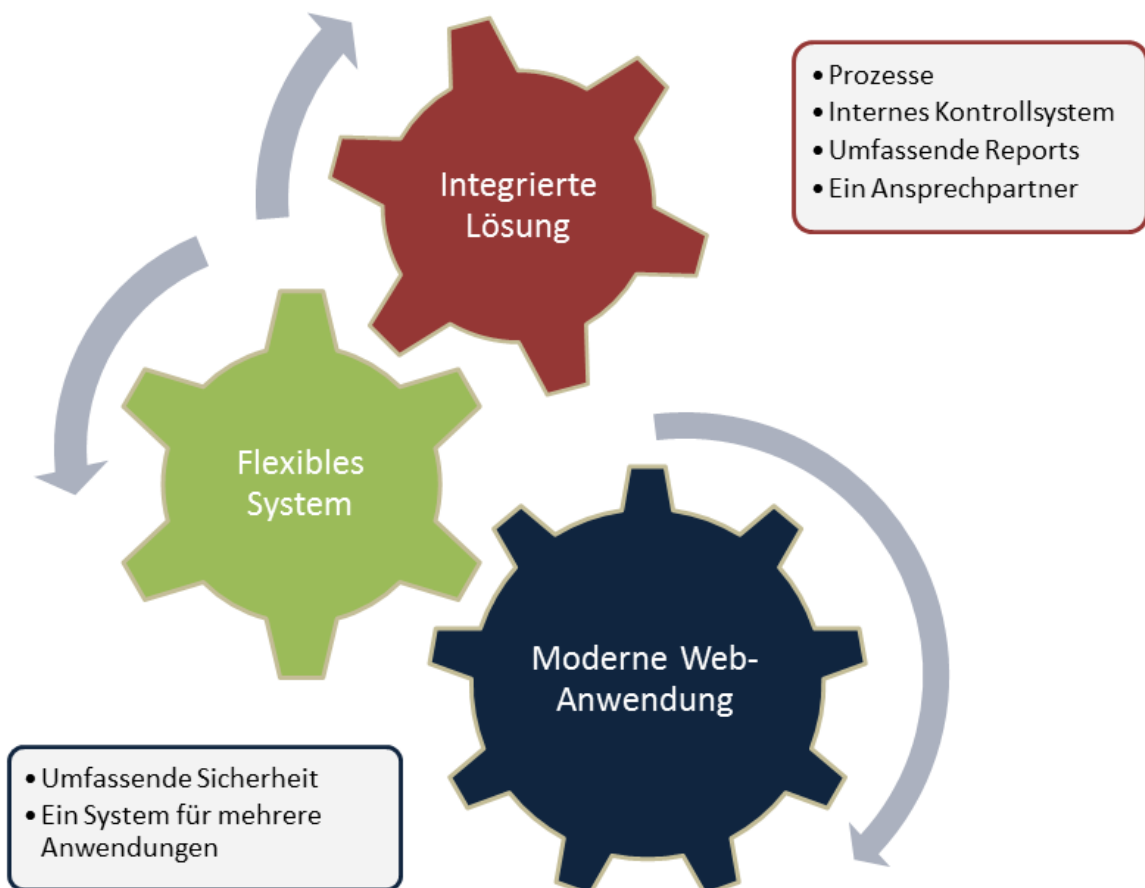 Integrierte
Lösung
• Prozesse
• Internes Kontrollsystem
• Umfassende Reports
• Ein Ansprechpartner
Flexibles
System
Moderne Web-
Anwendung
• Umfassende Sicherheit
• Ein System für mehrere
Anwendungen